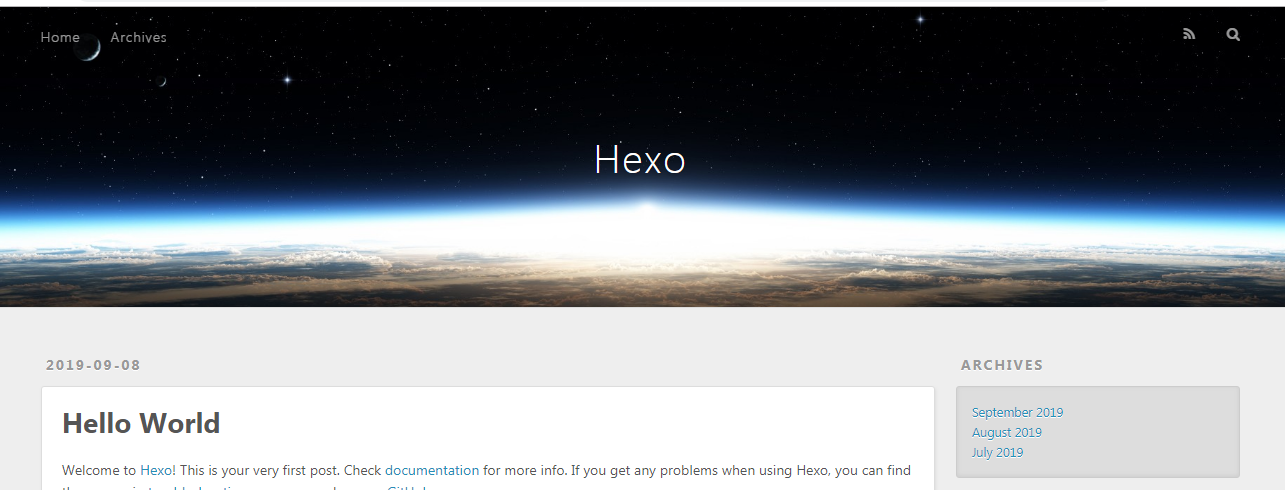 Home Archives
Hexo
2019-09-08
Hello World
Welcome to Hexo! This is your very first post. Check documentation for more info. If you get any problems when using Hexo, you can find
ARCHIVES
September 2019
August 2019
July 2019